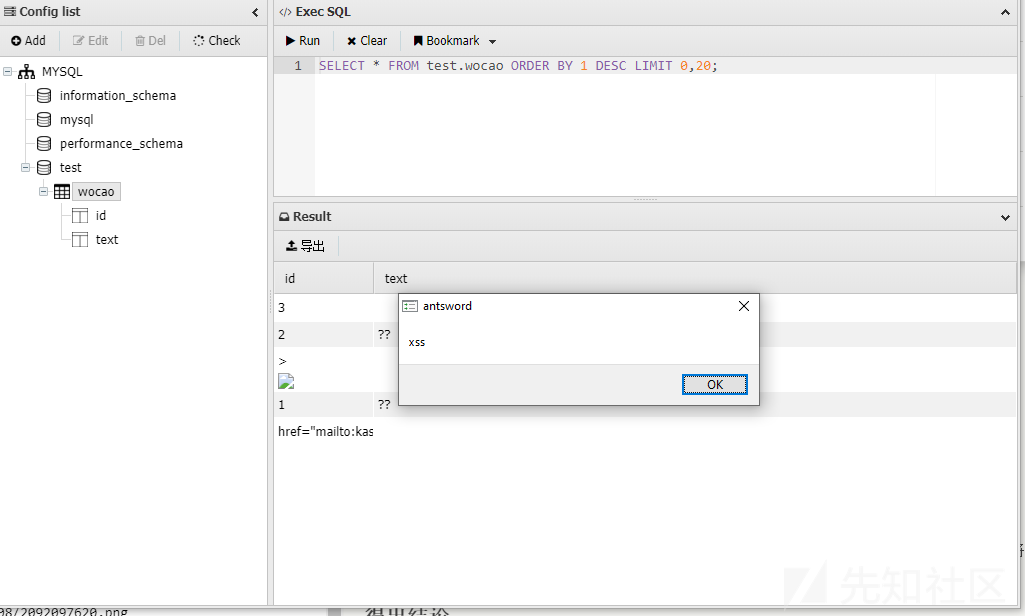 Config list
Add Edit Del Check
MYSQL
information_schema
mysql
performance_schema
test
wocao
id
text
</> Exec SQL
Run Clear Bookmark
1 SELECT * FROM test.wocao ORDER BY 1 DESC LIMIT 0,20;
Result
导出
id text
3
2 ??
>
1 ??
href="mailto:kas
antsword
xss
OK
先知社区
08/2092097620.png